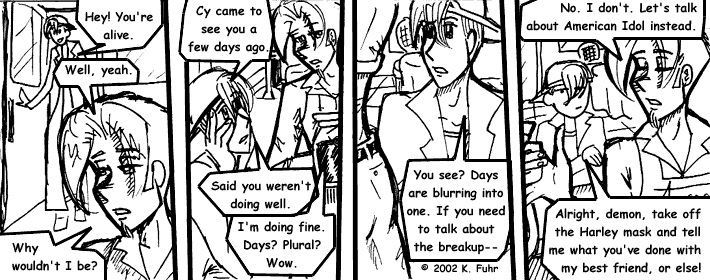 Hey! You're
alive.
Well, yeah.
Why
wouldn't I be?
Cy came to
see you a
few days ago.
Said you weren't
doing well.
I'm doing fine.
Days? Plural?
Wow.
You see? Days
are blurring into
one. If you need
to talk about
the breakup--
© 2002 K. Fuhr
No. I don't. Let's talk
about American Idol instead.
Alright, demon, take off
the Harley mask and tell
me what you've done with
my best friend, or else!